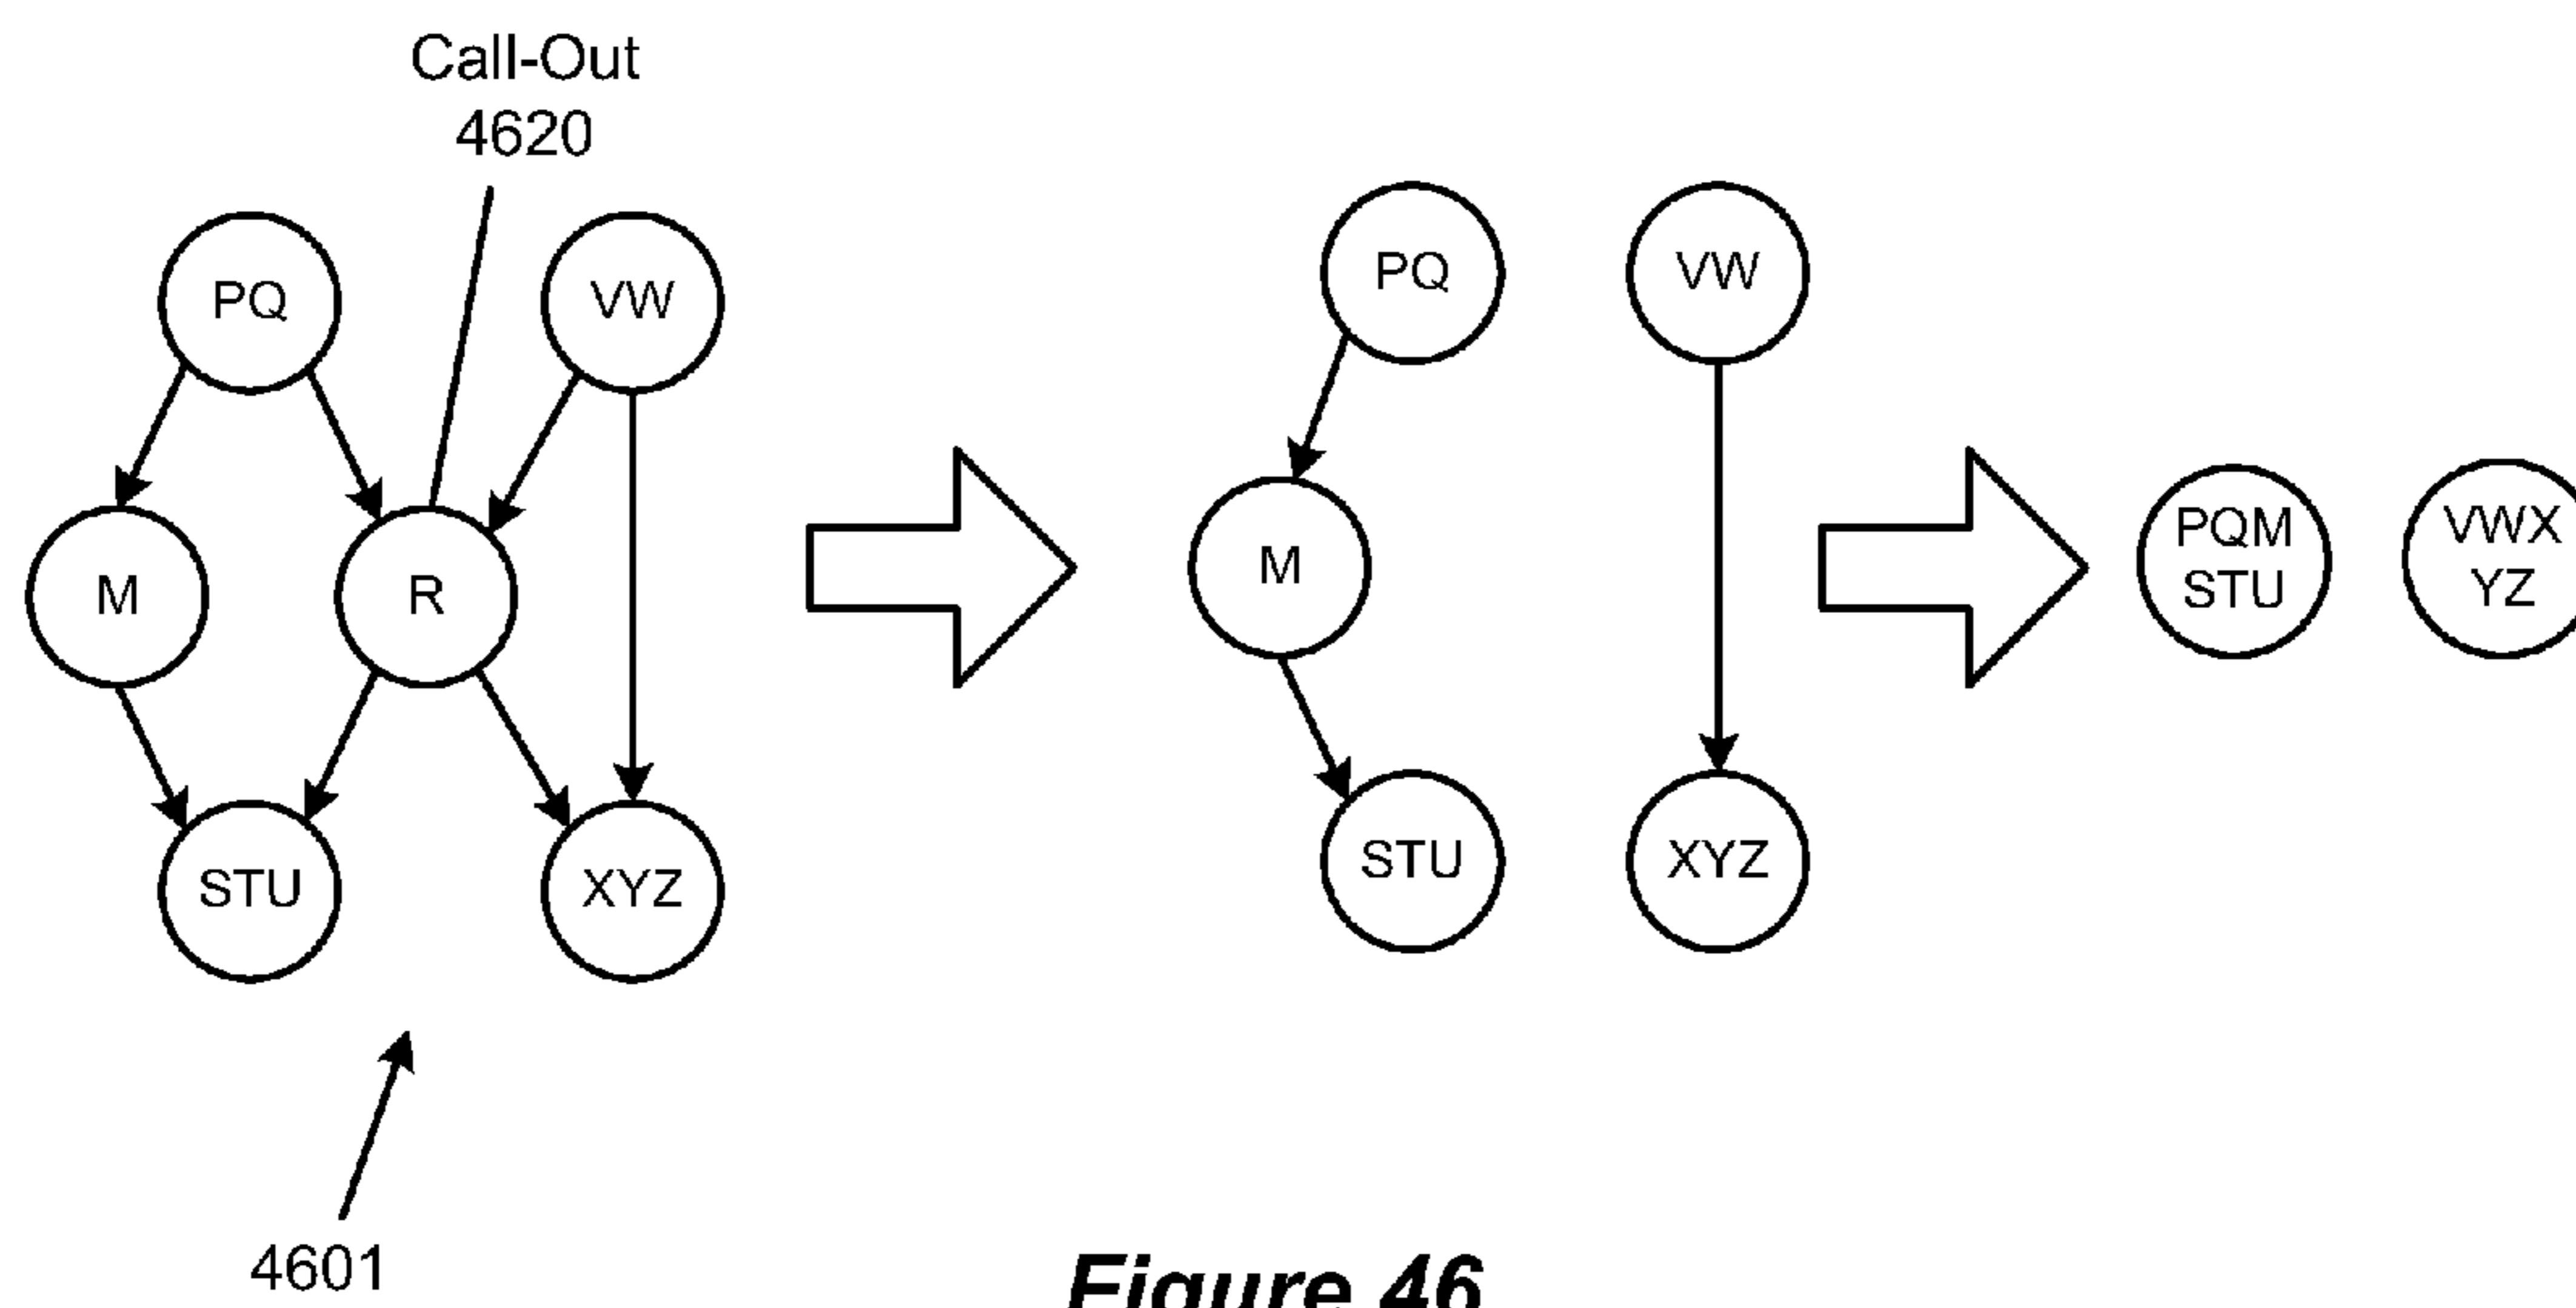 Call-Out
4620
PQ
VW
M
R
STU
XYZ
4601
PQ
VW
M
STU
XYZ
PQM
STU
VWX
YZ
Figure 46